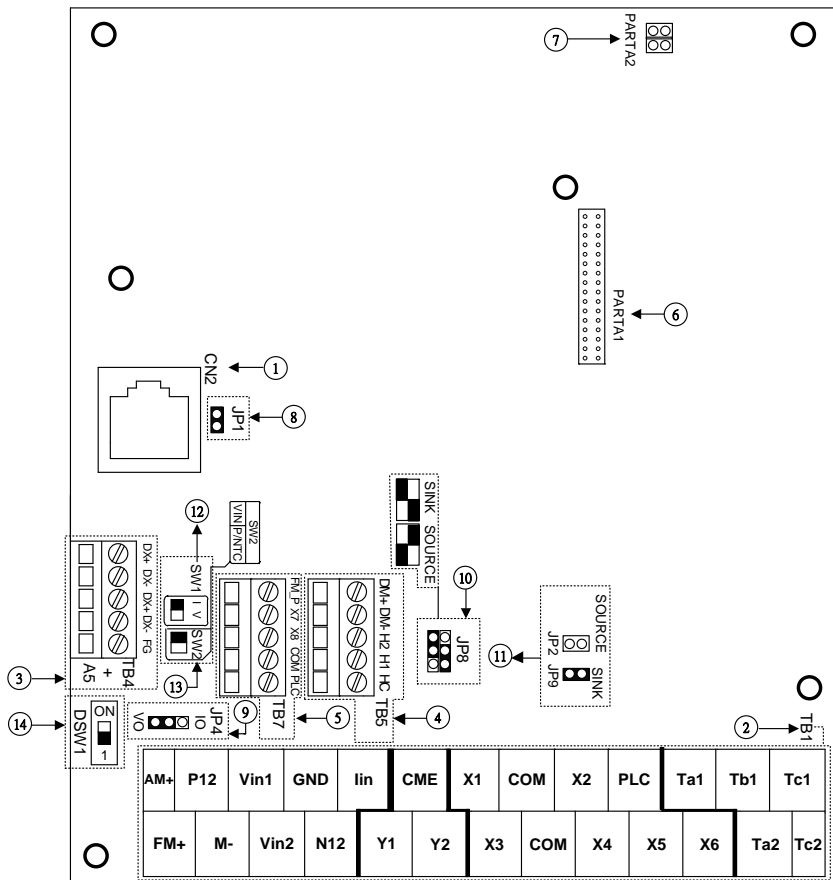 7
PARTA2
PARTA1
6
CN2
1
JP1
8
12
SW2
VIN P/NTC
SINK SOURCE
10
JP8
SOURCE SINK
JP2 JP9
11
SW1
I V
SW2
13
DX+ DX- DX+ DX- FG
TB4
A5 +
3
FM_P X7 X8 COM PLC
TB7
5
DM+ DM- H2 H1 HC
TB5
4
14
DSW1
ON
1
VO IO
JP4
9
2
TB1
AM+ P12 Vin1 GND Iin CME X1 COM X2 PLC Ta1 Tb1 Tc1
FM+ M- Vin2 N12 Y1 Y2 X3 COM X4 X5 X6 Ta2 Tc2